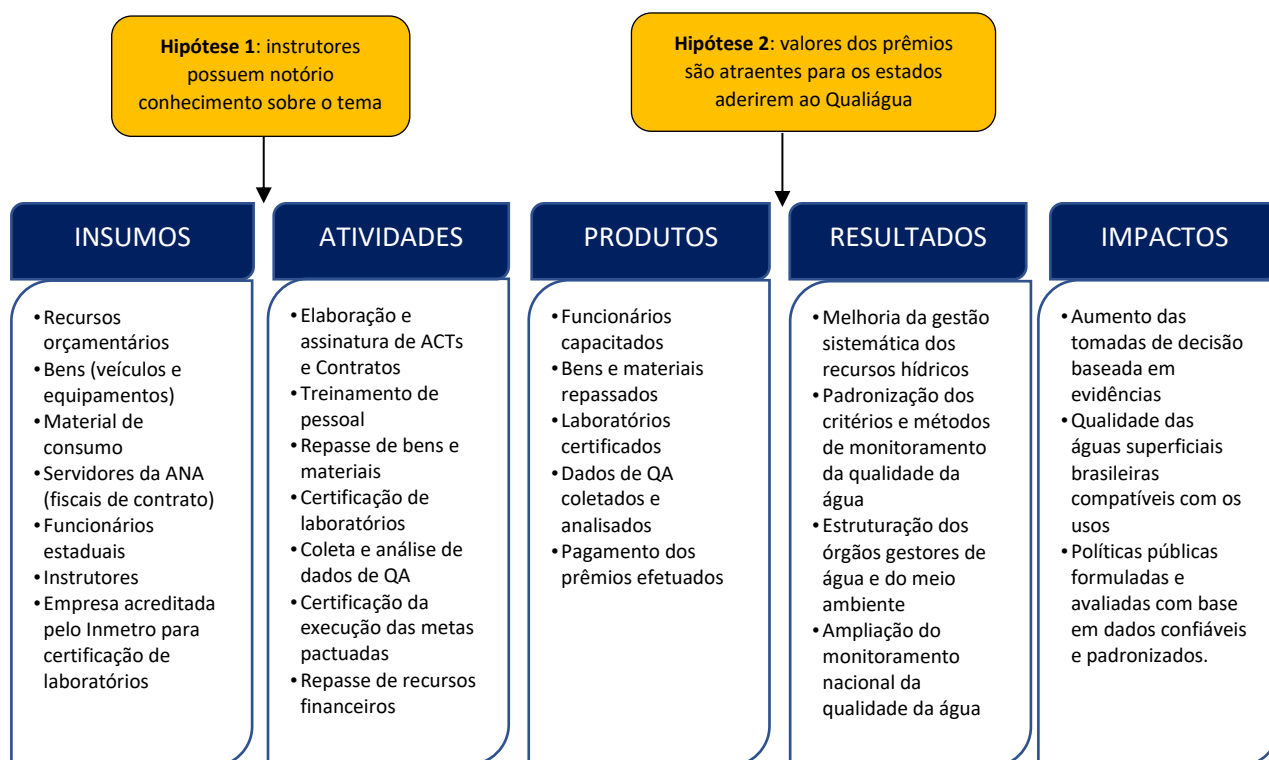 Hipótese 1: instrutores
possuem notório
conhecimento sobre o tema
Hipótese 2: valores dos prêmios
são atraentes para os estados
aderirem ao Qualiágua
INSUMOS
• Recursos
orçamentários
• Bens (veículos e
equipamentos)
• Material de
consumo
• Servidores da ANA
(fiscais de contrato)
• Funcionários
estaduais
• Instrutores
• Empresa acreditada
pelo Inmetro para
certificação de
laboratórios
ATIVIDADES
• Elaboração e
assinatura de ACTs
e Contratos
• Treinamento de
pessoal
• Repasse de bens e
materiais
• Certificação de
laboratórios
• Coleta e análise de
dados de QA
• Certificação da
execução das metas
pactuadas
• Repasse de recursos
financeiros
PRODUTOS
• Funcionários
capacitados
• Bens e materiais
repassados
• Laboratórios
certificados
• Dados de QA
coletados e
analisados
• Pagamento dos
prêmios efetuados
RESULTADOS
• Melhoria da gestão
sistemática dos
recursos hídricos
• Padronização dos
critérios e métodos
de monitoramento
da qualidade da
água
• Estruturação dos
órgãos gestores de
água e do meio
ambiente
• Ampliação do
monitoramento
nacional da
qualidade da água
IMPACTOS
• Aumento das
tomadas de decisão
baseada em
evidências
• Qualidade das
águas superficiais
brasileiras
compatíveis com os
usos
• Políticas públicas
formuladas e
avaliadas com base
em dados confiáveis
e padronizados.